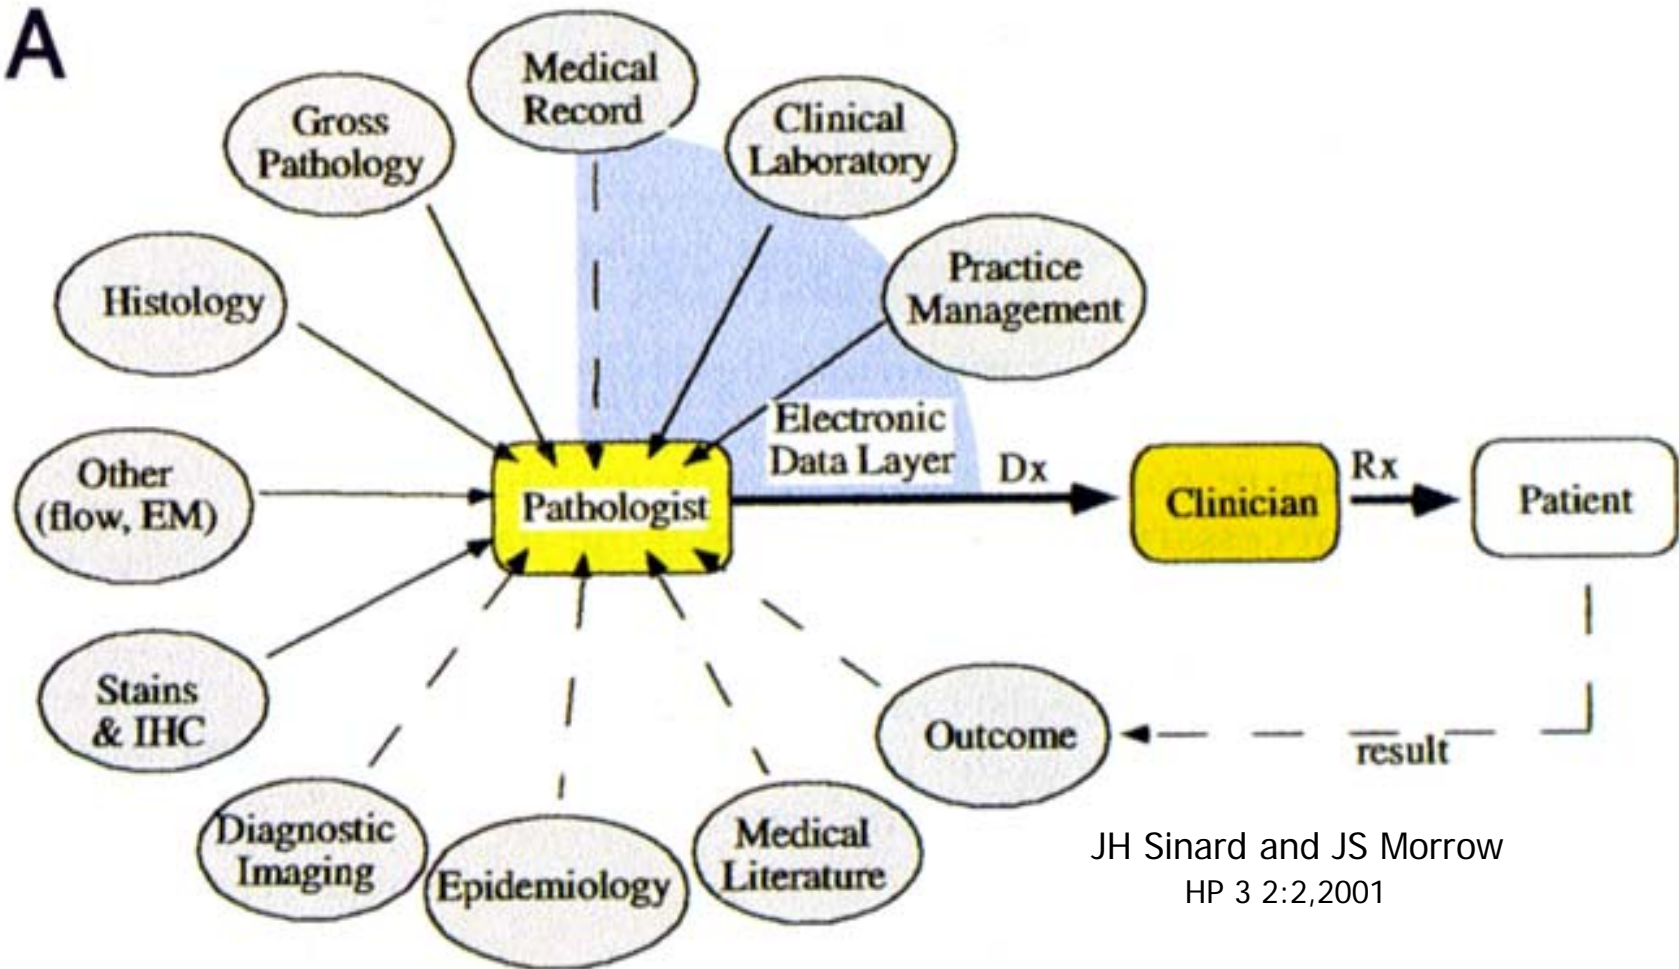 A
Medical
Record
Gross
Pathology
Clinical
Laboratory
Histology
Practice
Management
Other
(flow, EM)
Electronic
Data Layer
Pathologist
Dx
Clinician
Rx
Patient
Stains
& IHC
Outcome
result
Diagnostic
Imaging
Epidemiology
Medical
Literature
JH Sinard and JS Morrow
HP 3 2:2,2001